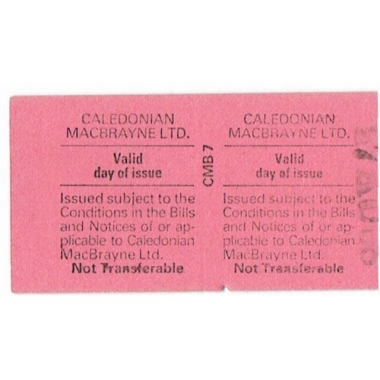 CALEDONIAN
MACBRAYNE LTD.
Valid
day of issue
Issued subject to the
Conditions in the Bills
and Notices of or ap-
plicable to Caledonian
MacBrayne Ltd.
Not Transferable
CMB 7
CALEDONIAN
MACBRAYNE LTD.
Valid
day of issue
Issued subject to the
Conditions in the Bills
and Notices of or ap-
plicable to Caledonian
MacBrayne Ltd.
Not Transferable